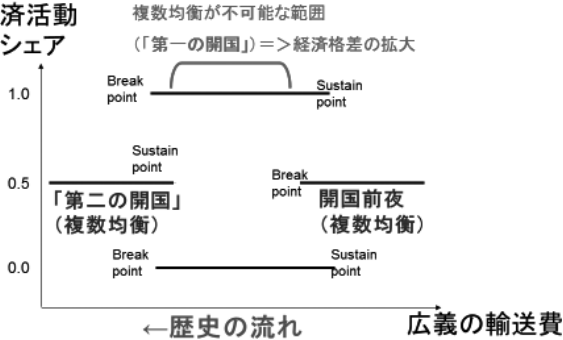 済活動
シェア
複数均衡が不可能な範囲
（「第一の開国」）＝＞経済格差の拡大
Break
point
Sustain
point
1.0
Sustain
point
Break
point
0.5
「第二の開国」
（複数均衡）
開国前夜
（複数均衡）
Break
point
Sustain
point
0.0
←歴史の流れ
広義の輸送費